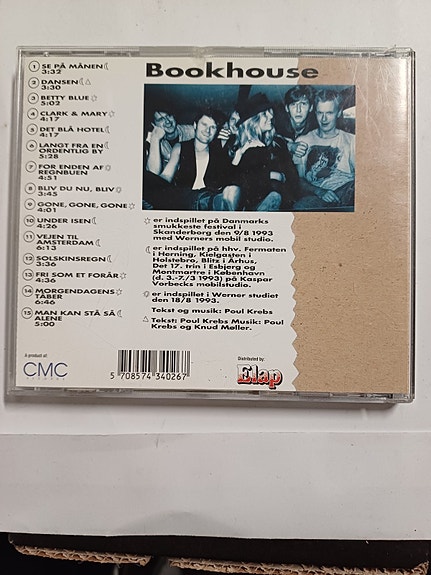 Bookhouse
1 SE PÅ MÅNEN☾
3:32
2 DANSEN☾△
3:30
3 BETTY BLUE☼
5:02
4 CLARK & MARY☼
4:17
5 DET BLÅ HOTEL☾
4:17
6 LANGT FRA EN☾
ORDENTLIG BY
5:28
7 FOR ENDEN AF☼
REGNBUEN
4:51
8 BLIV DU NU, BLIV☼
3:45
9 GONE, GONE, GONE☆
4:01
10 UNDER ISEN☾
4:26
11 VEJEN TIL
AMSTERDAM☾
6:13
12 SOLSKINSREGN☾
3:36
13 FRI SOM ET FORÅR☆
4:36
14 MORGENDAGENS☼
TÅBER
6:46
15 MAN KAN STÅ SÅ☾
ALENE
5:00
☆ er indspillet på Danmarks
smukkeste festival i
Skanderborg den 9/8 1993
med Werners mobil studio.
☾ er indspillet på hhv. Fermaten
i Herning, Kielgasten i
Holstebro, Blitz i Århus,
Det 17. trin i Esbjerg og
Montmartre i København
(d. 3.-7./3 1993) på Kaspar
Vorbecks mobilstudio.
☼ er indspillet i Werner studiet
den 18/8 1993.
Tekst og musik: Poul Krebs
△ Tekst: Poul Krebs Musik: Poul
Krebs og Knud Møller.
A product of:
CMC
RECORDS
5 708574 340267
Distributed by:
Elap